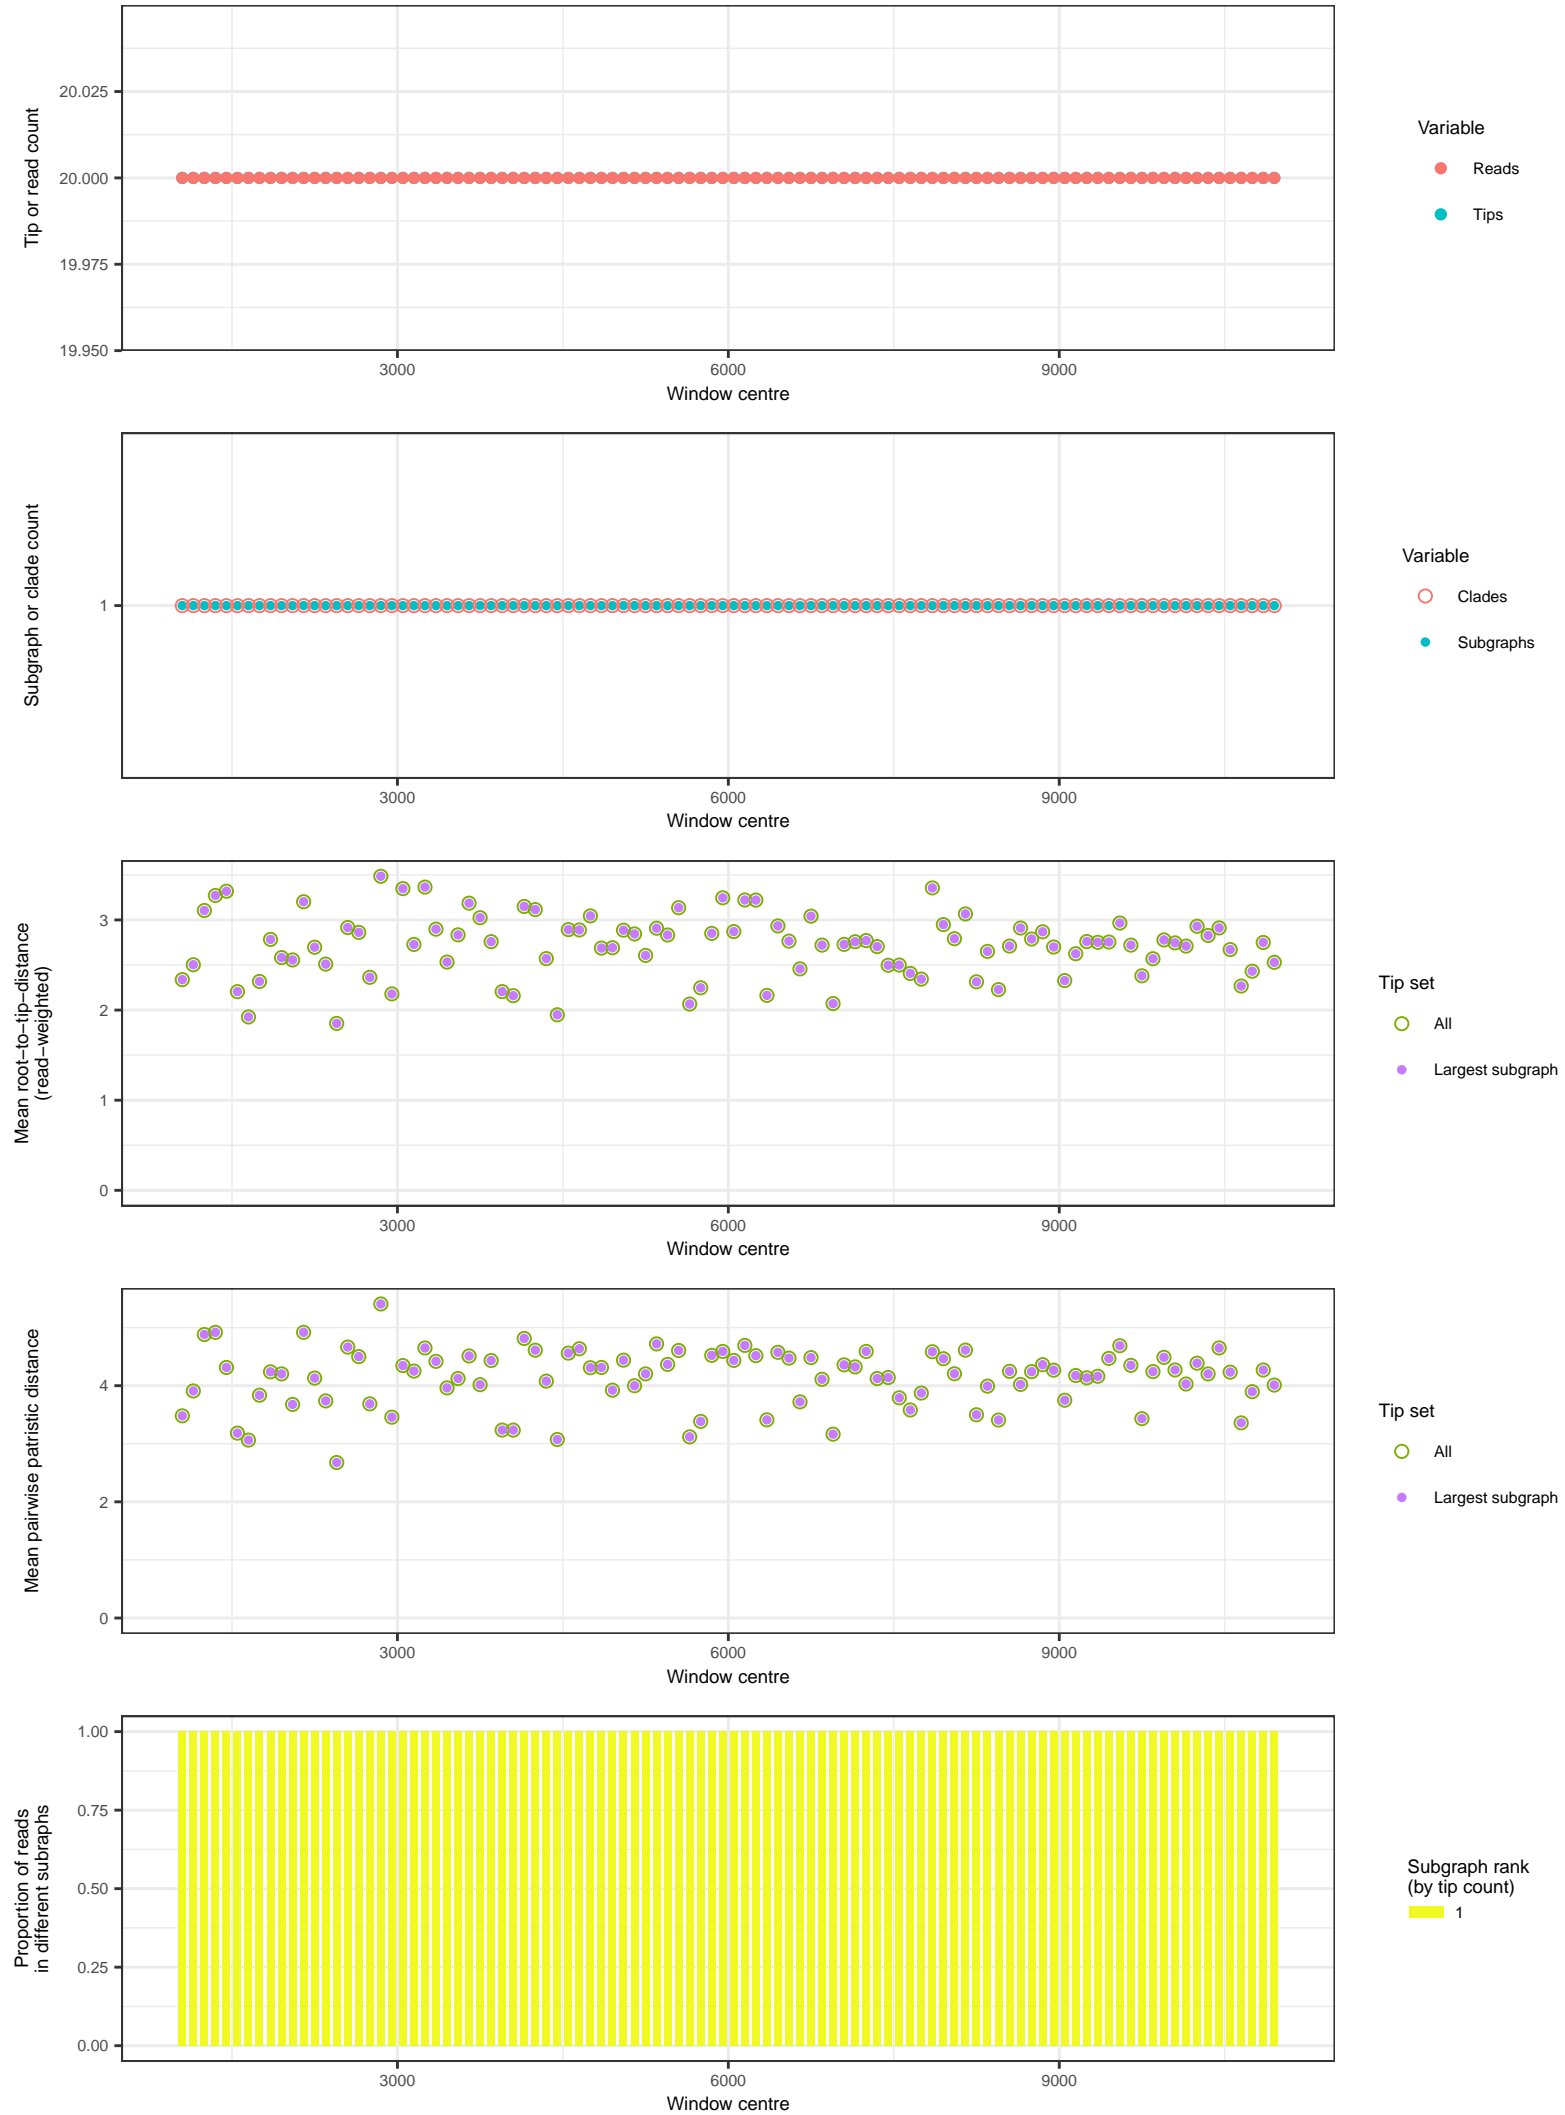 Tip or read count
20.025
20.000
19.975
19.950
3000
6000
9000
Window centre
Variable
Reads
Tips
Subgraph or clade count
1
3000
6000
9000
Window centre
Variable
Clades
Subgraphs
Mean root−to−tip−distance
(read−weighted)
3
2
1
0
3000
6000
9000
Window centre
Tip set
All
Largest subgraph
Mean pairwise patristic distance
4
2
0
3000
6000
9000
Window centre
Tip set
All
Largest subgraph
Proportion of reads
in different subraphs
1.00
0.75
0.50
0.25
0.00
3000
6000
9000
Window centre
Subgraph rank
(by tip count)
1